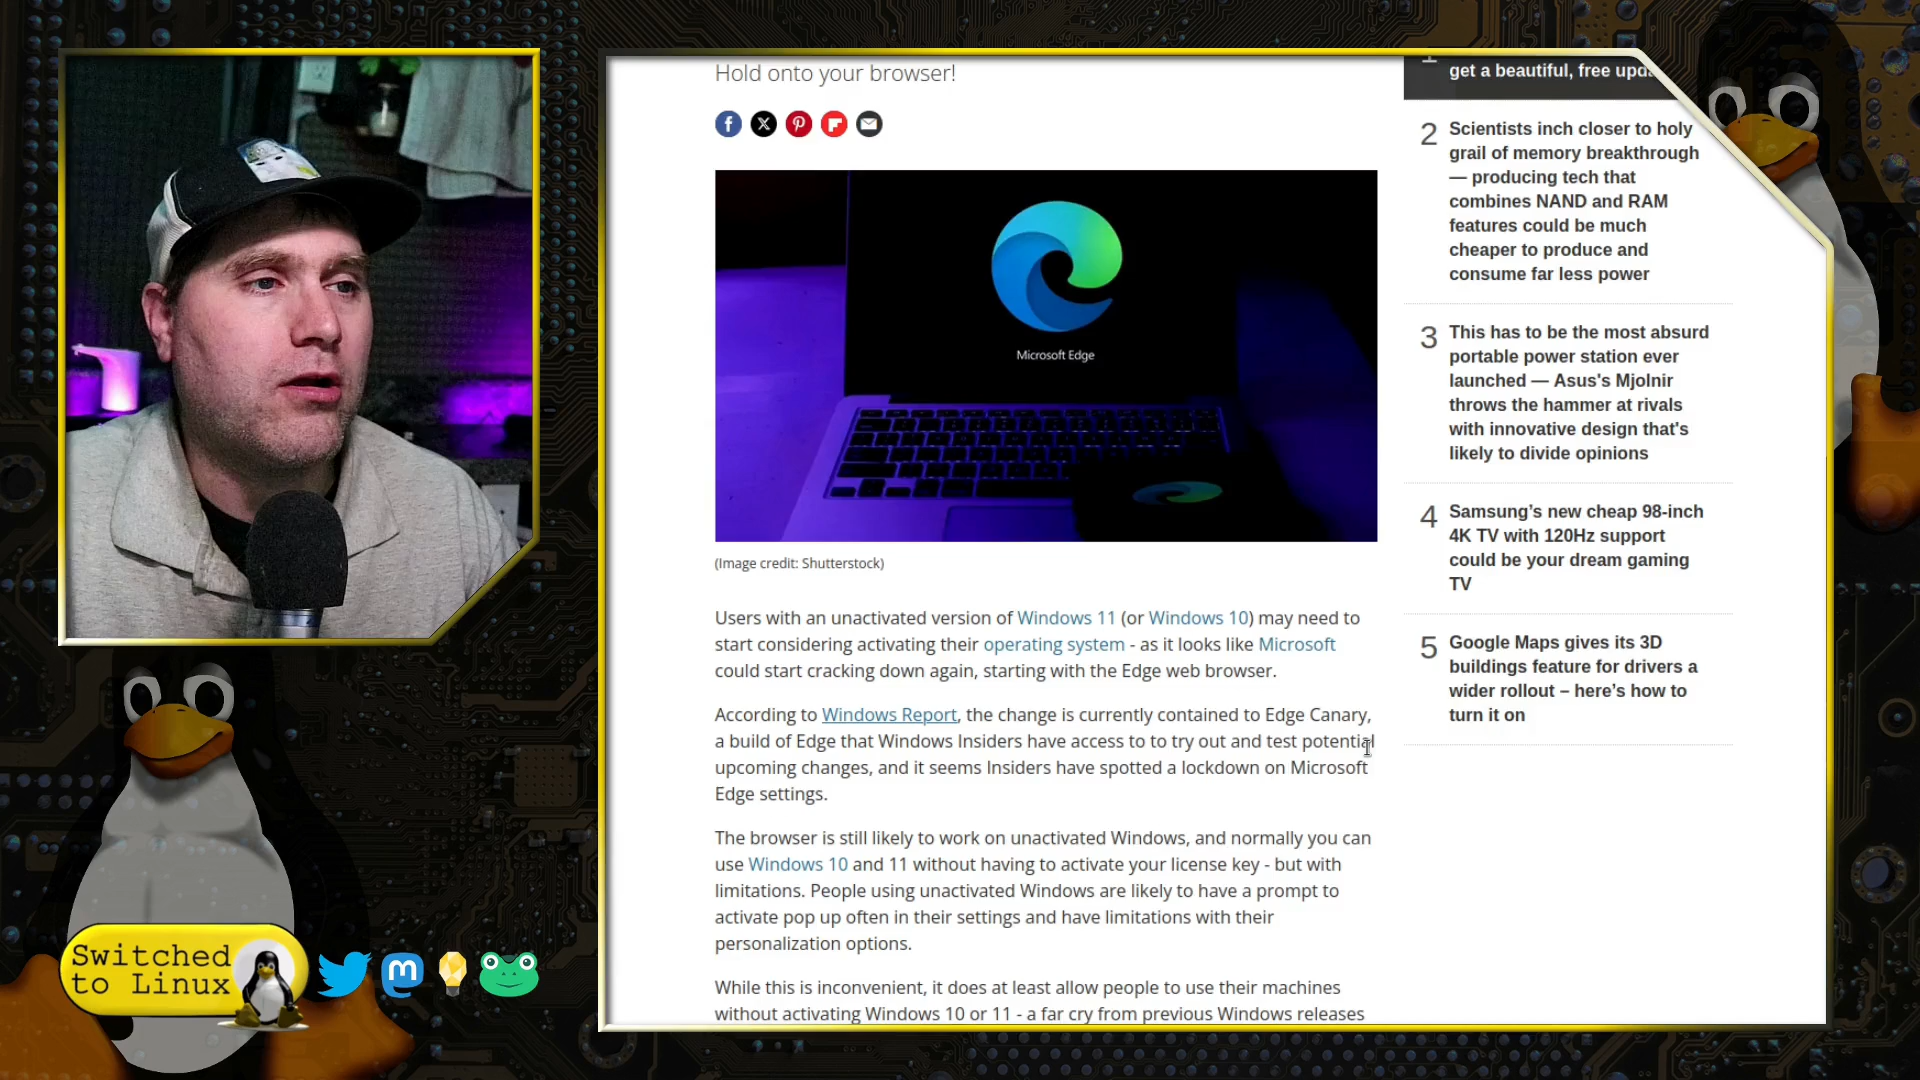 Hold onto your browser!
Microsoft Edge
(Image credit: Shutterstock)
Users with an unactivated version of Windows 11 (or Windows 10) may need to
start considering activating their operating system - as it looks like Microsoft
could start cracking down again, starting with the Edge web browser.
According to Windows Report, the change is currently contained to Edge Canary,
a build of Edge that Windows Insiders have access to to try out and test potential
upcoming changes, and it seems Insiders have spotted a lockdown on Microsoft
Edge settings.
The browser is still likely to work on unactivated Windows, and normally you can
use Windows 10 and 11 without having to activate your license key - but with
limitations. People using unactivated Windows are likely to have a prompt to
activate pop up often in their settings and have limitations with their
personalization options.
While this is inconvenient, it does at least allow people to use their machines
without activating Windows 10 or 11 - a far cry from previous Windows releases
get a beautiful, free
2
Scientists inch closer to holy
grail of memory breakthrough
— producing tech that
combines NAND and RAM
features could be much
cheaper to produce and
consume far less power
3
This has to be the most absurd
portable power station ever
launched — Asus's Mjolnir
throws the hammer at rivals
with innovative design that's
likely to divide opinions
4
Samsung’s new cheap 98-inch
4K TV with 120Hz support
could be your dream gaming
TV
5
Google Maps gives its 3D
buildings feature for drivers a
wider rollout – here’s how to
turn it on
Switched
to Linux